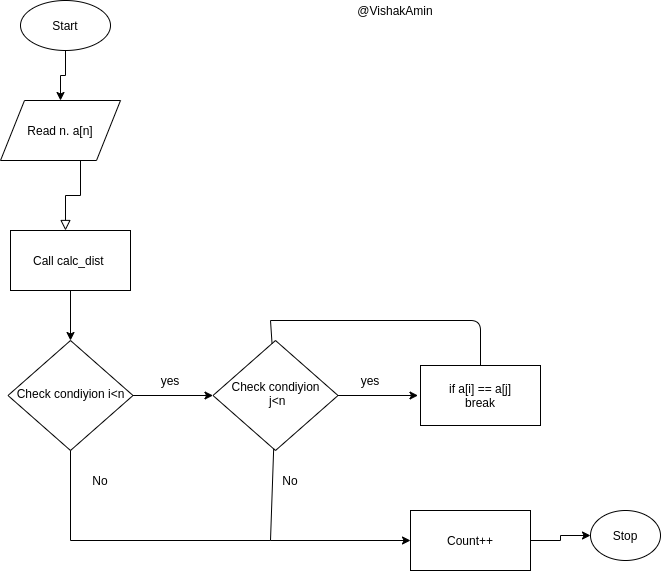 @VishakAmin
Start
Read n. a[n]
Call calc_dist
Check condiyion i<n
yes
Check condiyion
j<n
yes
if a[i] == a[j]
break
No
No
Count++
Stop